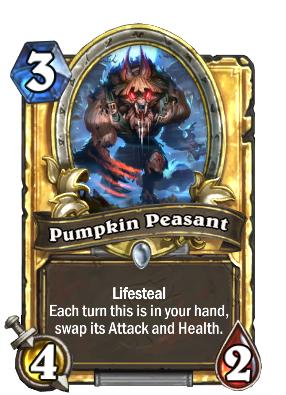 3
Pumpkin Peasant
Lifesteal
Each turn this is in your hand,
swap its Attack and Health.
4
2